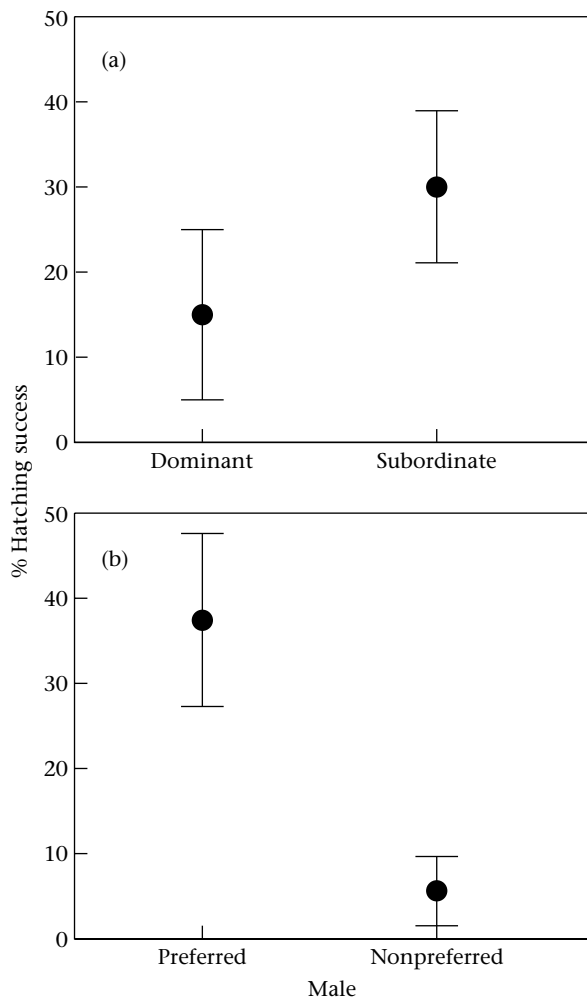 50
(a)
40
30
20
10
0
Dominant Subordinate
% Hatching success
50
(b)
40
30
20
10
0
Preferred Nonpreferred
Male